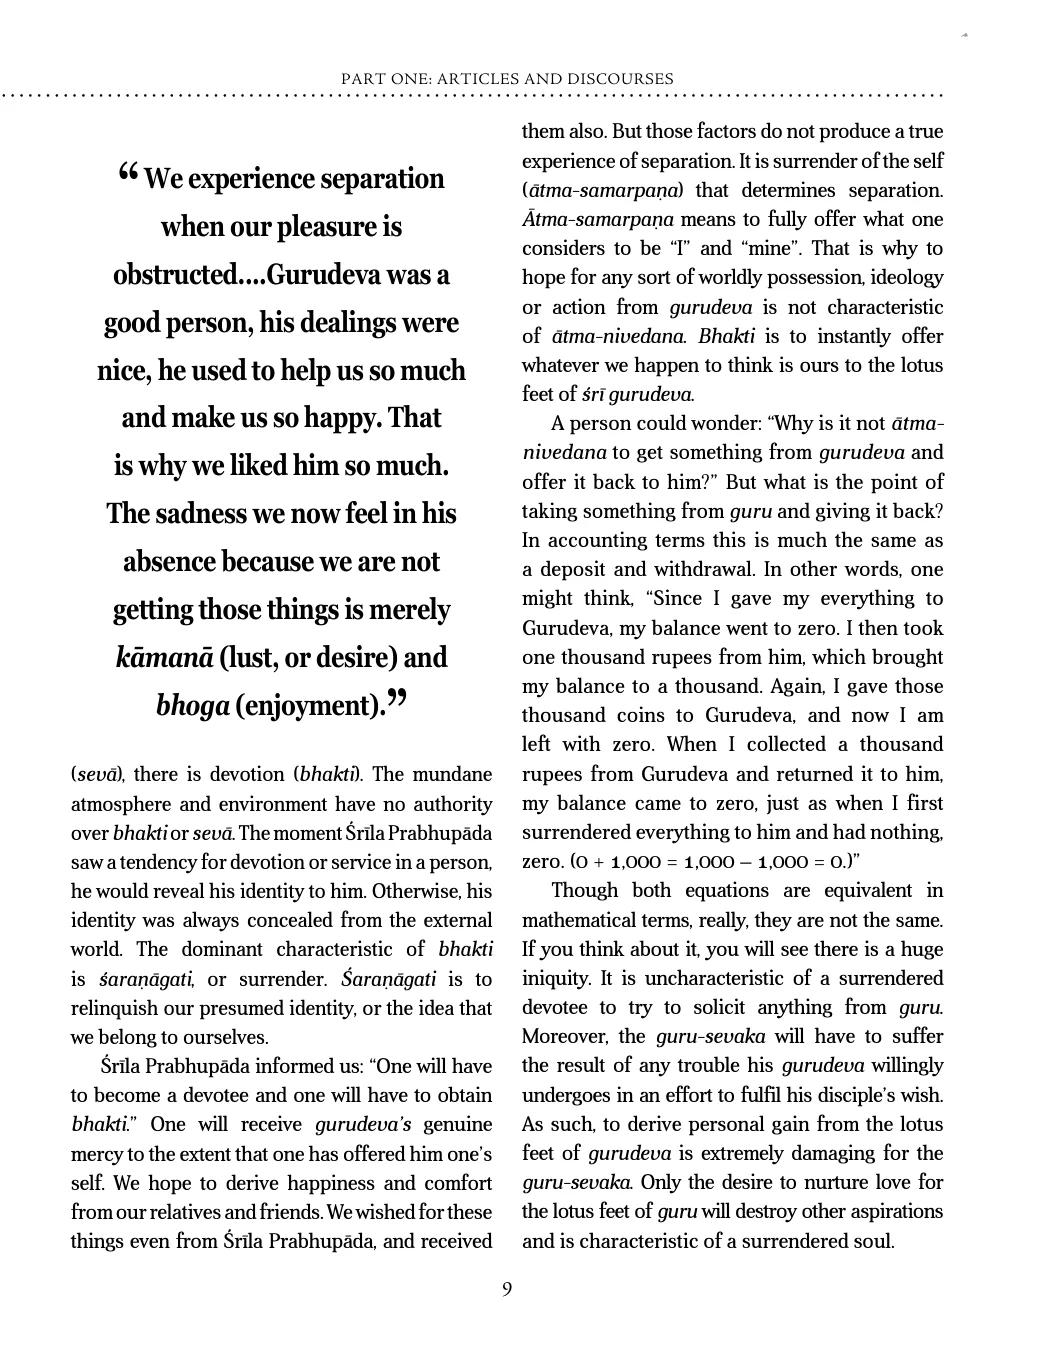 PART ONE: ARTICLES AND DISCOURSES
“ We experience separation
when our pleasure is
obstructed....Gurudeva was a
good person, his dealings were
nice, he used to help us so much
and make us so happy. That
is why we liked him so much.
The sadness we now feel in his
absence because we are not
getting those things is merely
kāmanā (lust, or desire) and
bhoga (enjoyment).”
(sevā), there is devotion (bhakti). The mundane
atmosphere and environment have no authority
over bhakti or sevā. The moment Śrīla Prabhupāda
saw a tendency for devotion or service in a person,
he would reveal his identity to him. Otherwise, his
identity was always concealed from the external
world. The dominant characteristic of bhakti
is śaraṇāgati, or surrender. Śaraṇāgati is to
relinquish our presumed identity, or the idea that
we belong to ourselves.
Śrīla Prabhupāda informed us: “One will have
to become a devotee and one will have to obtain
bhakti.” One will receive gurudeva’s genuine
mercy to the extent that one has offered him one’s
self. We hope to derive happiness and comfort
from our relatives and friends. We wished for these
things even from Śrīla Prabhupāda, and received
them also. But those factors do not produce a true
experience of separation. It is surrender of the self
(ātma-samarpaṇa) that determines separation.
Ātma-samarpaṇa means to fully offer what one
considers to be “I” and “mine”. That is why to
hope for any sort of worldly possession, ideology
or action from gurudeva is not characteristic
of ātma-nivedana. Bhakti is to instantly offer
whatever we happen to think is ours to the lotus
feet of śrī gurudeva.
A person could wonder: “Why is it not ātma-
nivedana to get something from gurudeva and
offer it back to him?” But what is the point of
taking something from guru and giving it back?
In accounting terms this is much the same as
a deposit and withdrawal. In other words, one
might think, “Since I gave my everything to
Gurudeva, my balance went to zero. I then took
one thousand rupees from him, which brought
my balance to a thousand. Again, I gave those
thousand coins to Gurudeva, and now I am
left with zero. When I collected a thousand
rupees from Gurudeva and returned it to him,
my balance came to zero, just as when I first
surrendered everything to him and had nothing,
zero. (0 + 1,000 = 1,000 – 1,000 = 0.)”
Though both equations are equivalent in
mathematical terms, really, they are not the same.
If you think about it, you will see there is a huge
iniquity. It is uncharacteristic of a surrendered
devotee to try to solicit anything from guru.
Moreover, the guru-sevaka will have to suffer
the result of any trouble his gurudeva willingly
undergoes in an effort to fulfil his disciple’s wish.
As such, to derive personal gain from the lotus
feet of gurudeva is extremely damaging for the
guru-sevaka. Only the desire to nurture love for
the lotus feet of guru will destroy other aspirations
and is characteristic of a surrendered soul.
9